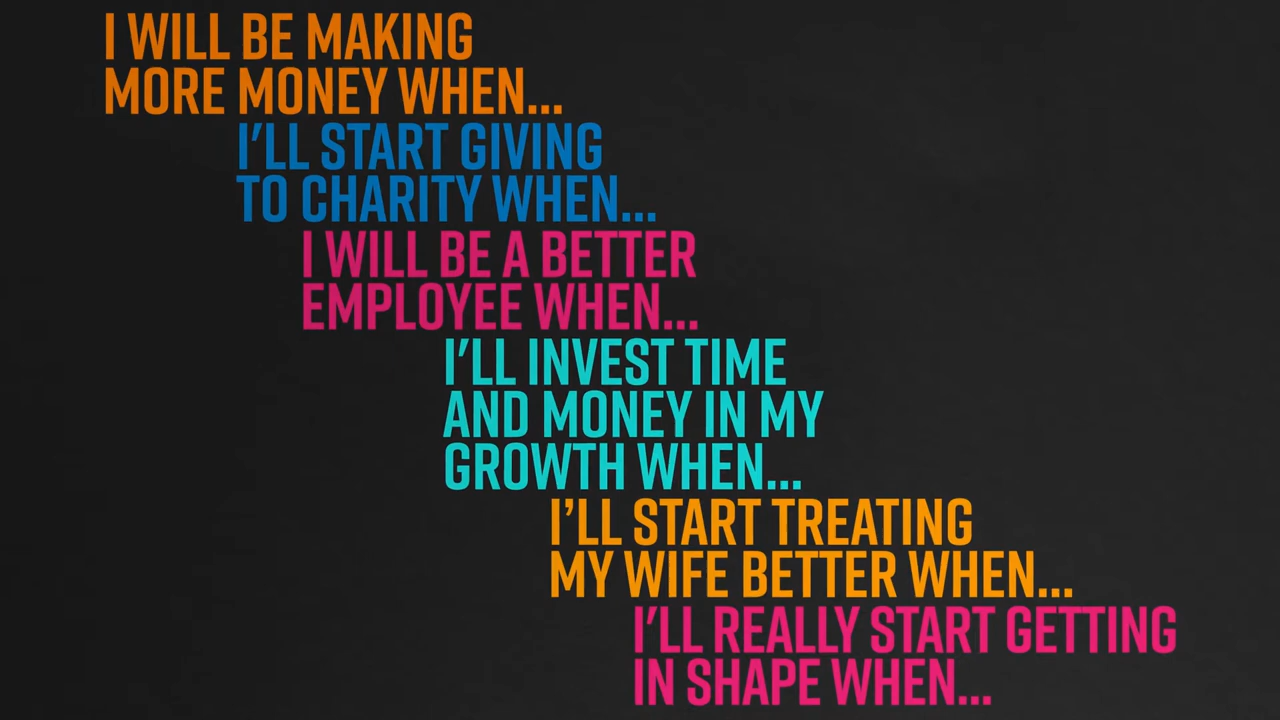 I WILL BE MAKING
MORE MONEY WHEN...
I'LL START GIVING
TO CHARITY WHEN...
I WILL BE A BETTER
EMPLOYEE WHEN...
I'LL INVEST TIME
AND MONEY IN MY
GROWTH WHEN...
I'LL START TREATING
MY WIFE BETTER WHEN...
I'LL REALLY START GETTING
IN SHAPE WHEN...